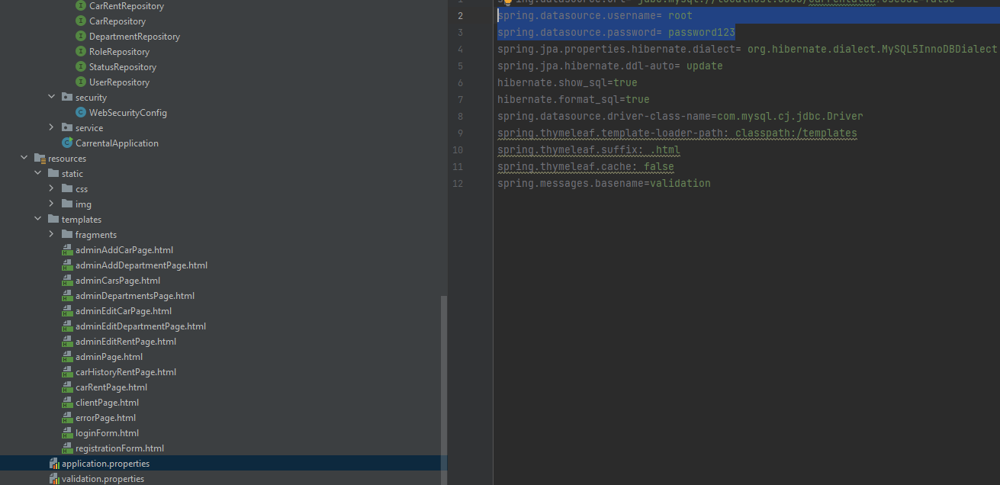 CarRentRepository
CarRepository
DepartmentRepository
RoleRepository
StatusRepository
UserRepository
security
WebSecurityConfig
service
CarrentalApplication
resources
static
css
img
templates
fragments
adminAddCarPage.html
adminAddDepartmentPage.html
adminCarsPage.html
adminDepartmentsPage.html
adminEditCarPage.html
adminEditDepartmentPage.html
adminEditRentPage.html
adminPage.html
carHistoryRentPage.html
carRentPage.html
clientPage.html
errorPage.html
loginForm.html
registrationForm.html
application.properties
validation.properties
2 spring.datasource.username= root
3 spring.datasource.password= password123
4 spring.jpa.properties.hibernate.dialect= org.hibernate.dialect.MySQL5InnoDBDialect
5 spring.jpa.hibernate.ddl-auto= update
6 hibernate.show_sql=true
7 hibernate.format_sql=true
8 spring.datasource.driver-class-name=com.mysql.cj.jdbc.Driver
9 spring.thymeleaf.template-loader-path: classpath:/templates
10 spring.thymeleaf.suffix: .html
11 spring.thymeleaf.cache: false
12 spring.messages.basename=validation